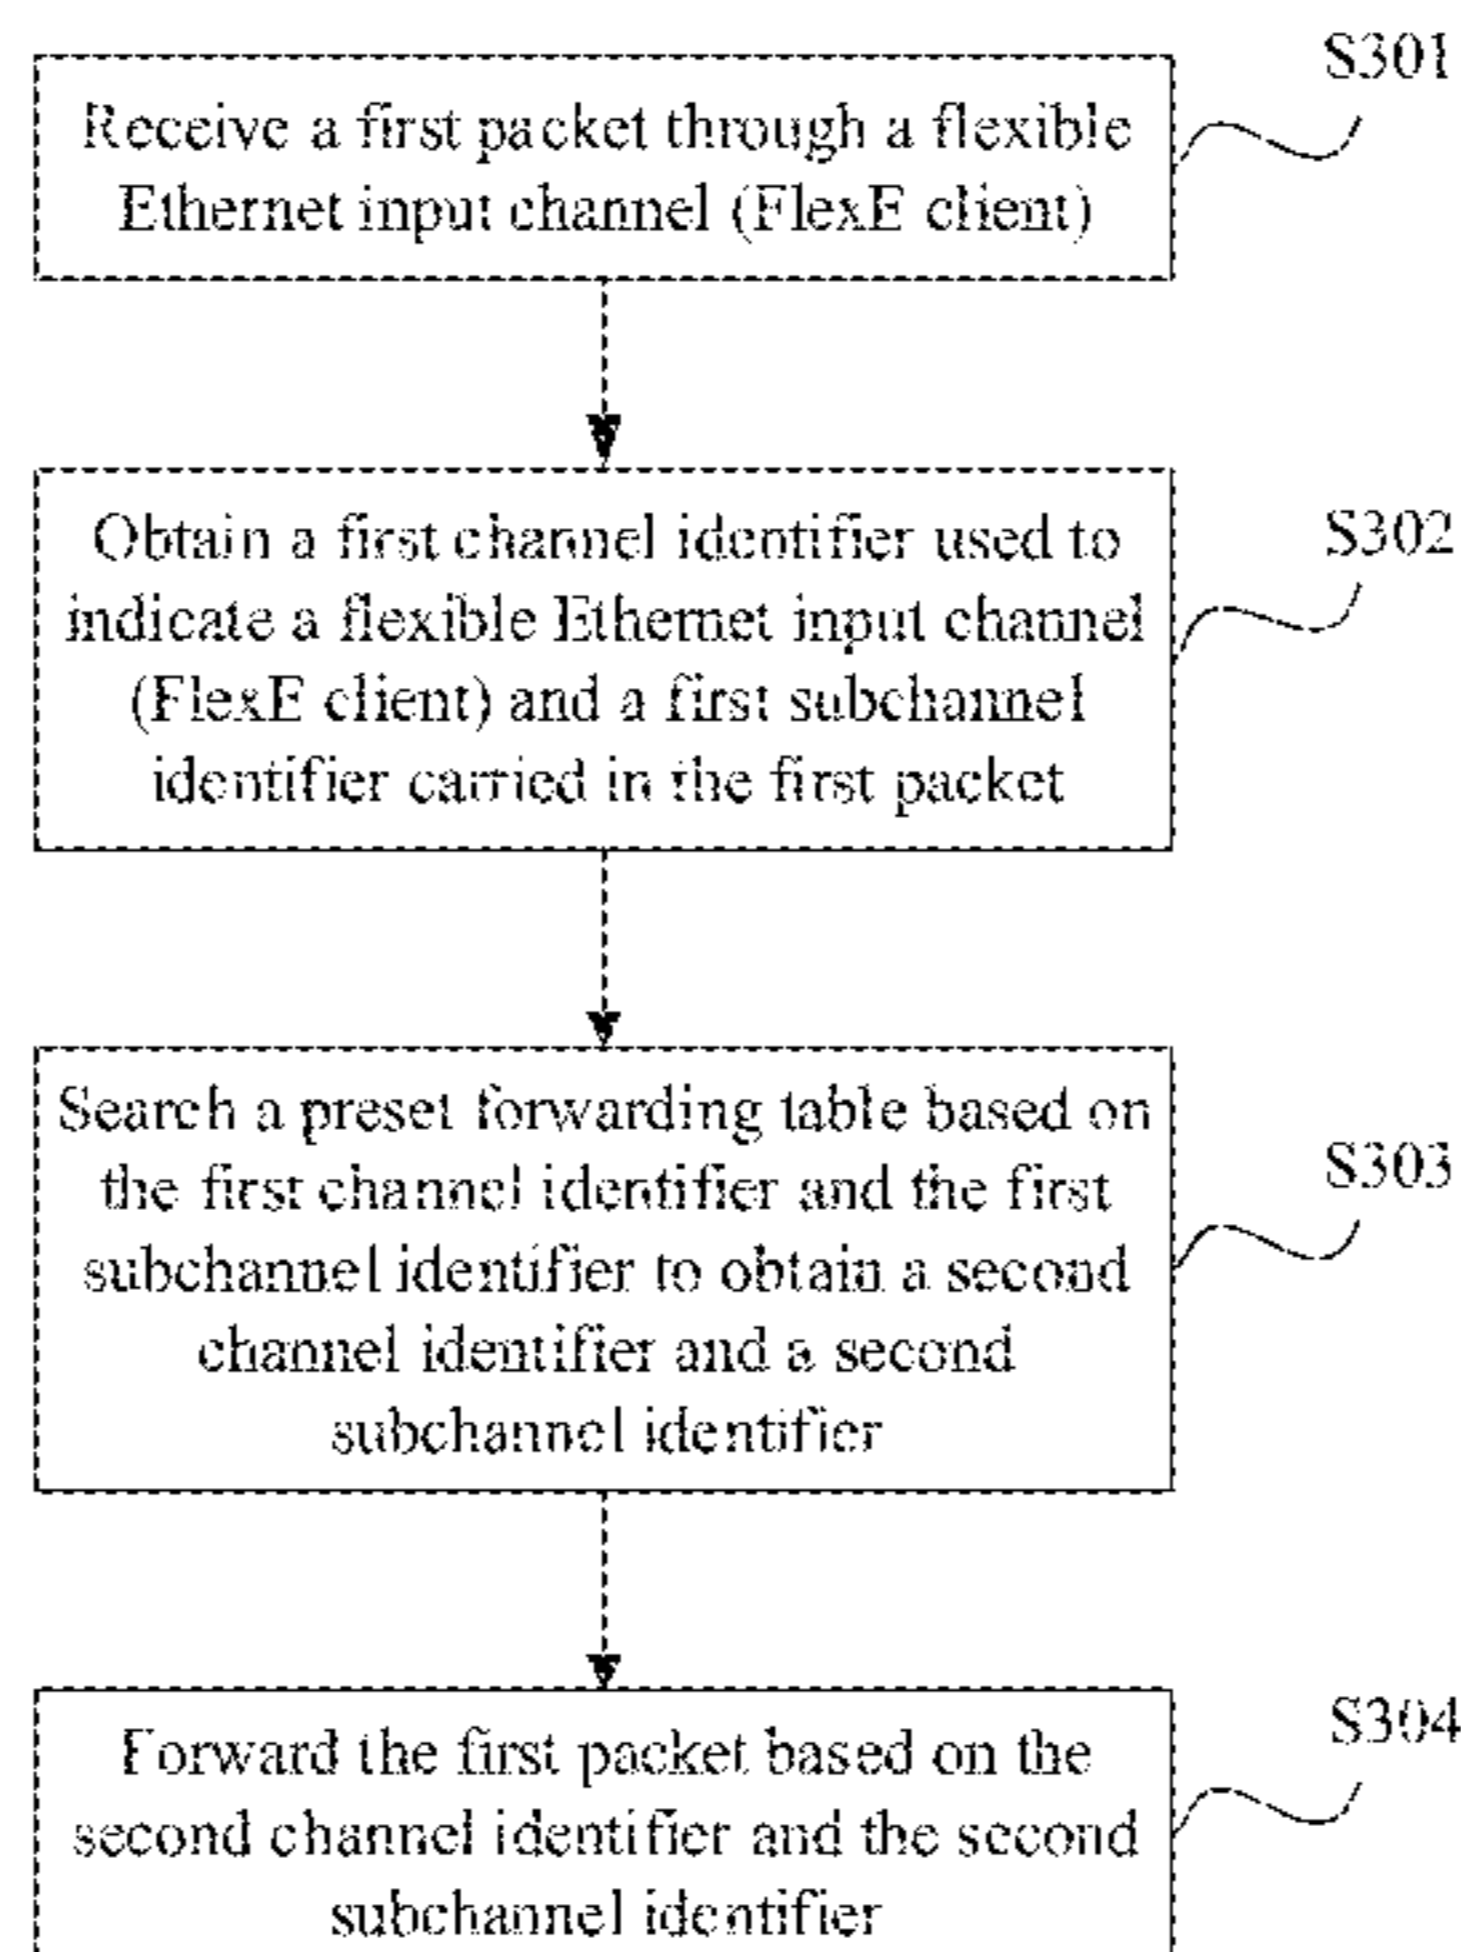 S301
Receive a first packet through a flexible
Ethernet input channel (FlexE client)
S302
Obtain a first channel identifier used to
indicate a flexible Ethernet input channel
(FlexE client) and a first subchannel
identifier carried in the first packet
S303
Search a preset forwarding table based on
the first channel identifier and the first
subchannel identifier to obtain a second
channel identifier and a second
subchannel identifier
S304
Forward the first packet based on the
second channel identifier and the second
subchannel identifier